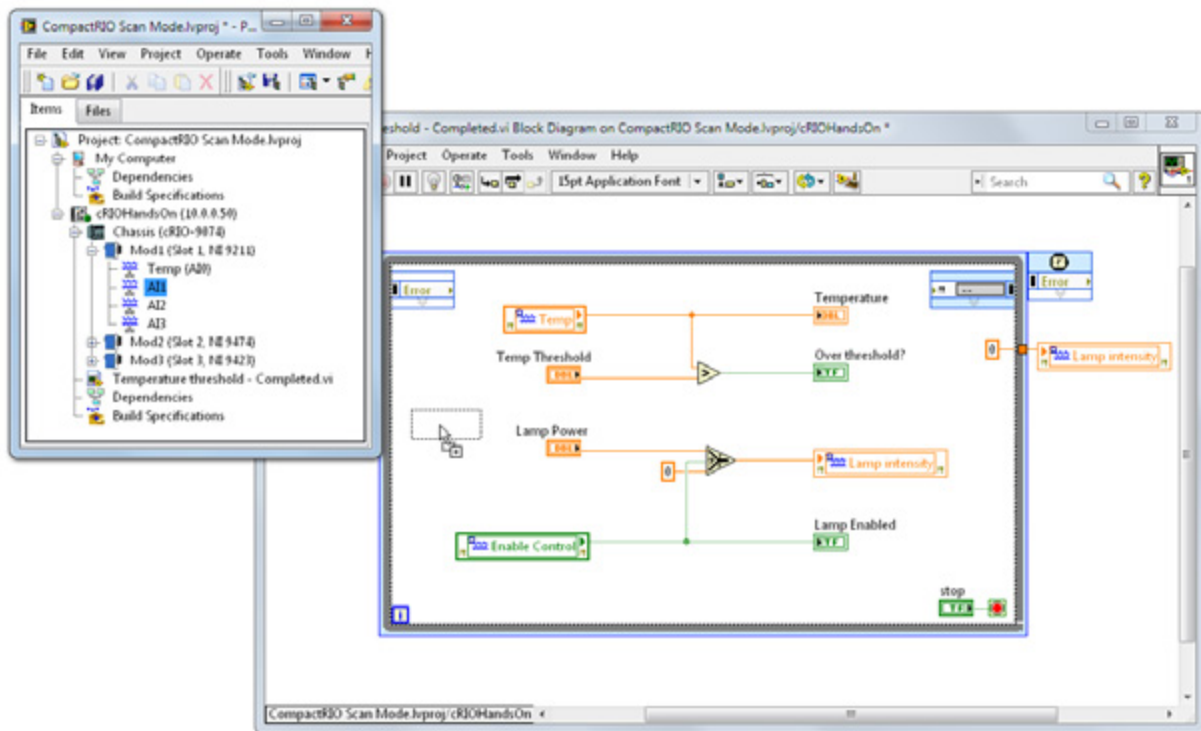 CompactRIO Scan Mode.lvproj * - P...
File Edit View Project Operate Tools Window H
Items Files
Project: CompactRIO Scan Mode.lvproj
My Computer
Dependencies
Build Specifications
cRIOHandsOn (10.0.0.50)
Chassis (cRIO-9074)
Mod1 (Slot 1, NI 9211)
Temp (AI0)
AI1
AI2
AI3
Mod2 (Slot 2, NI 9474)
Mod3 (Slot 3, NI 9423)
Temperature threshold - Completed.vi
Dependencies
Build Specifications
eshold - Completed.vi Block Diagram on CompactRIO Scan Mode.lvproj/cRIOHandsOn *
Project Operate Tools Window Help
15pt Application Font
Search
Error
Error
Temperature
Temp
DBL
Temp Threshold
DBL
Over threshold?
TF
0
Lamp intensity
Lamp Power
DBL
0
Lamp intensity
Enable Control
Lamp Enabled
TF
stop
TF
i
CompactRIO Scan Mode.lvproj/cRIOHandsOn